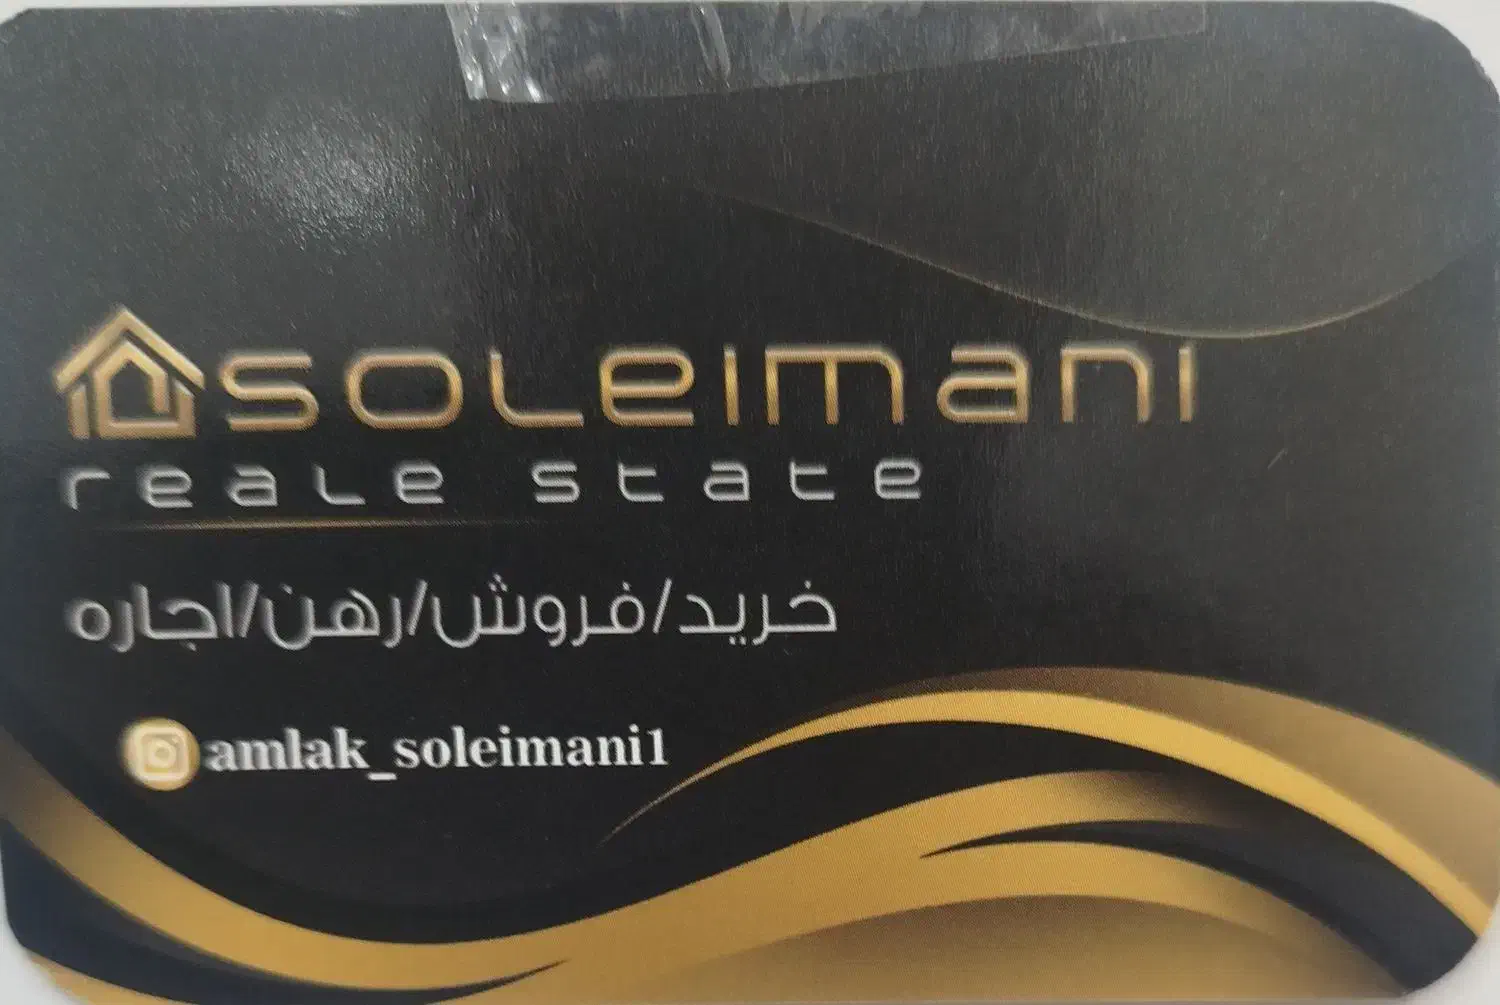 SOLEIMANI
REALE STATE
خرید/فروش/رهن/اجاره
amlak_soleimani1